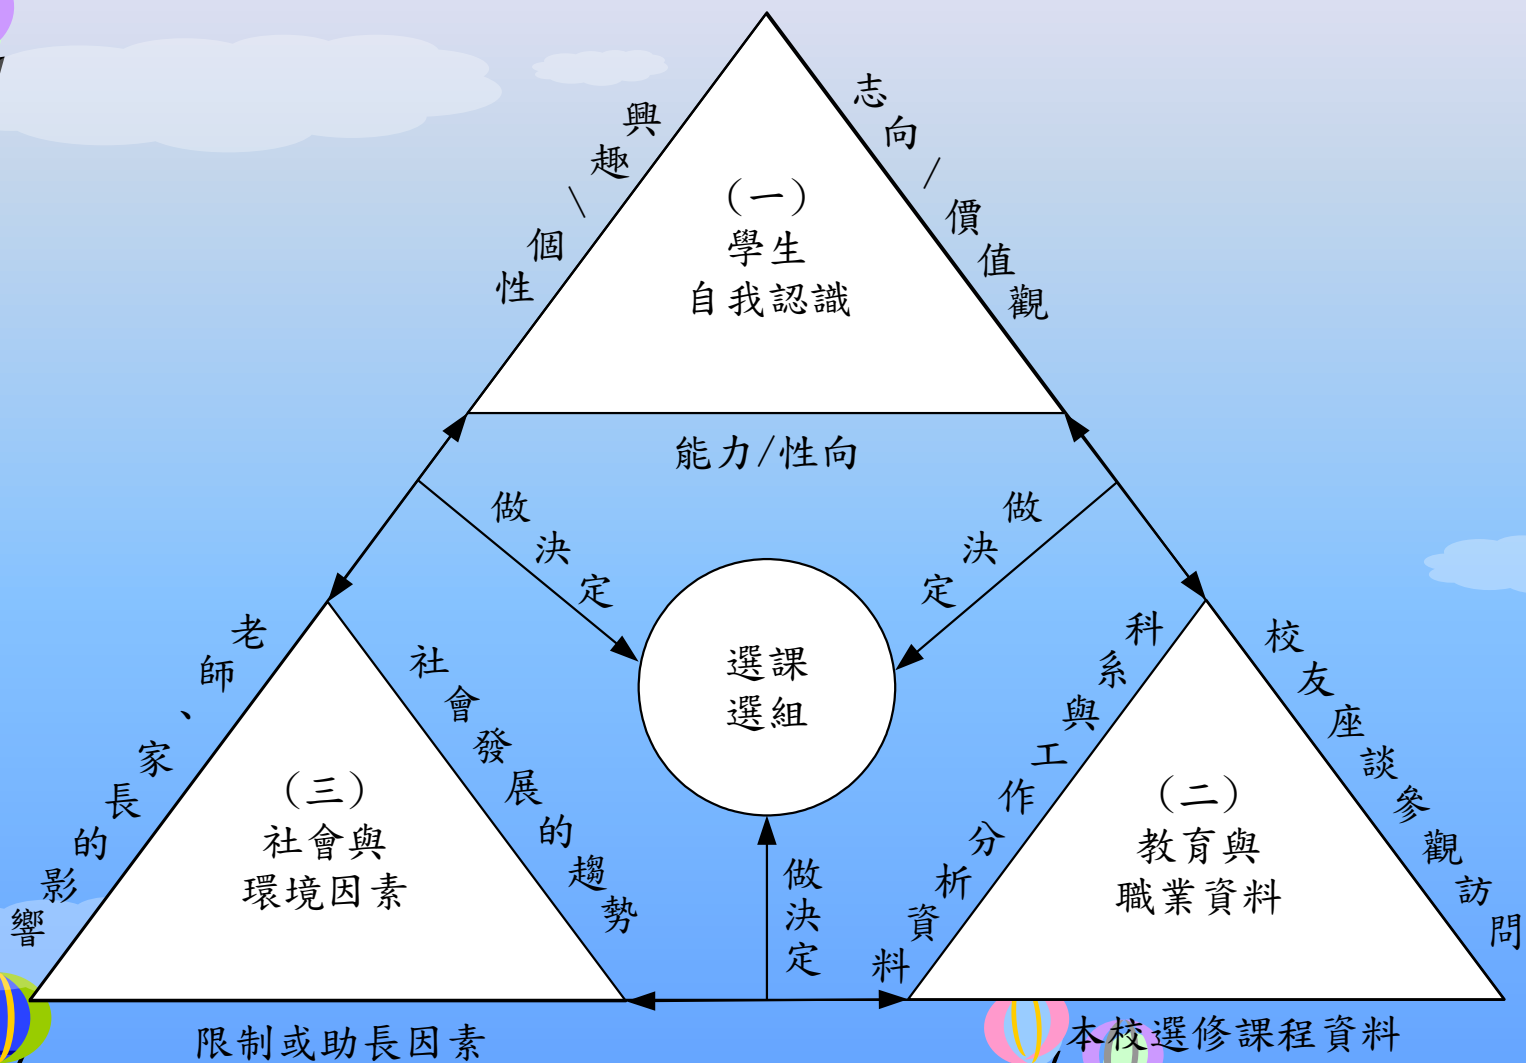 興趣/個性
志向/價值觀
（一）
學生
自我認識
能力/性向
做決定
做決定
選課
選組
老師、家長的影響
社會發展的趨勢
（三）
社會與
環境因素
限制或助長因素
做決定
科系與工作分析資料
校友座談參觀訪問
（二）
教育與
職業資料
本校選修課程資料